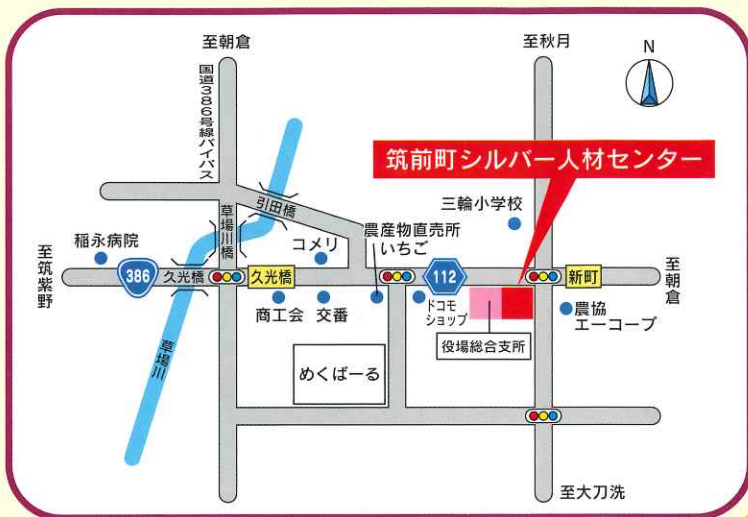 至朝倉
至秋月
N
国道386号線バイパス
筑前町シルバー人材センター
引田橋
三輪小学校
草場川橋
農産物直売所
いちご
稲永病院
コメリ
至筑紫野
386
久光橋
久光橋
112
新町
至朝倉
商工会
交番
ドコモ
ショップ
農協
エーコープ
役場総合支所
草場川
めくばーる
至大刀洗